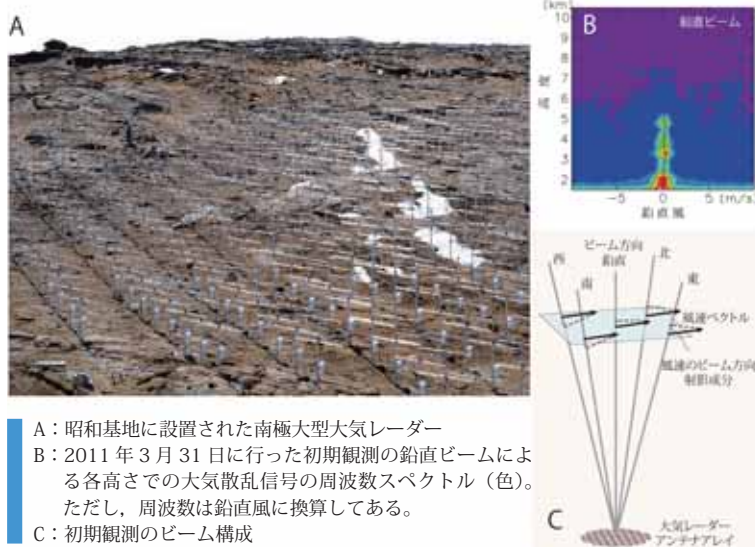 A
[km]
B
鉛直ビーム
10
9
8
7
6
5
4
3
2
高度
-5
0
5 [m/s]
鉛直風
ビーム方向
鉛直
西
南
北
東
風速ベクトル
風速のビーム方向
射影成分
C
大気レーダー
アンテナアレイ
A：昭和基地に設置された南極大型大気レーダー
B：2011 年 3 月 31 日に行った初期観測の鉛直ビームによ
る各高さでの大気散乱信号の周波数スペクトル（色）。
ただし，周波数は鉛直風に換算してある。
C：初期観測のビーム構成